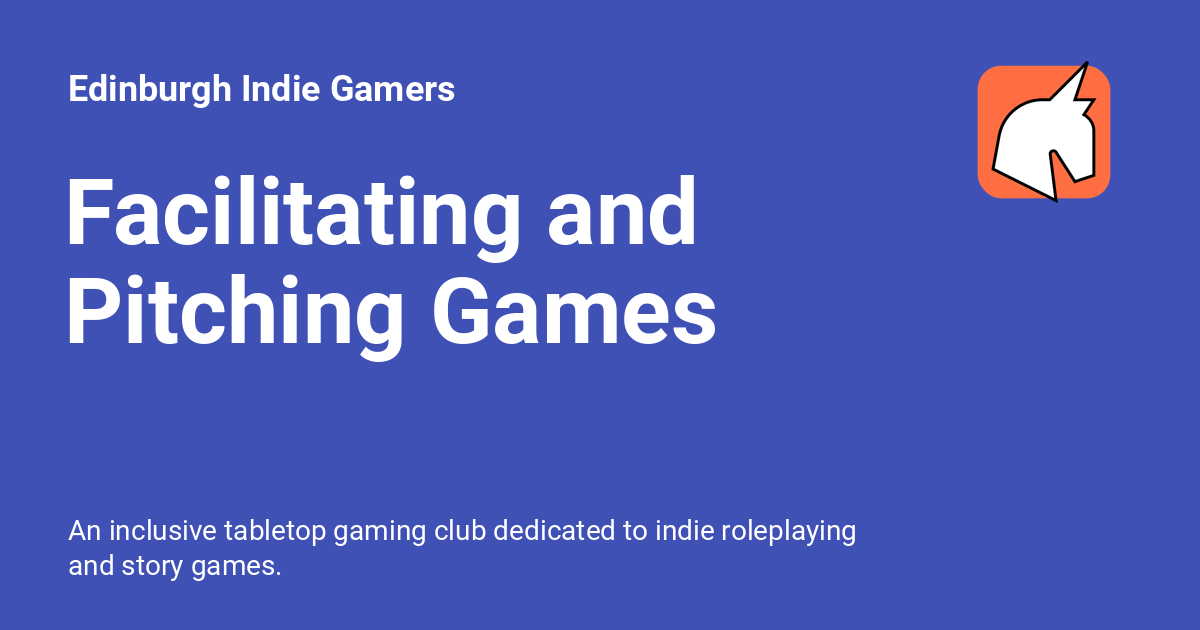 Edinburgh Indie Gamers
Facilitating and
Pitching Games
An inclusive tabletop gaming club dedicated to indie roleplaying
and story games.